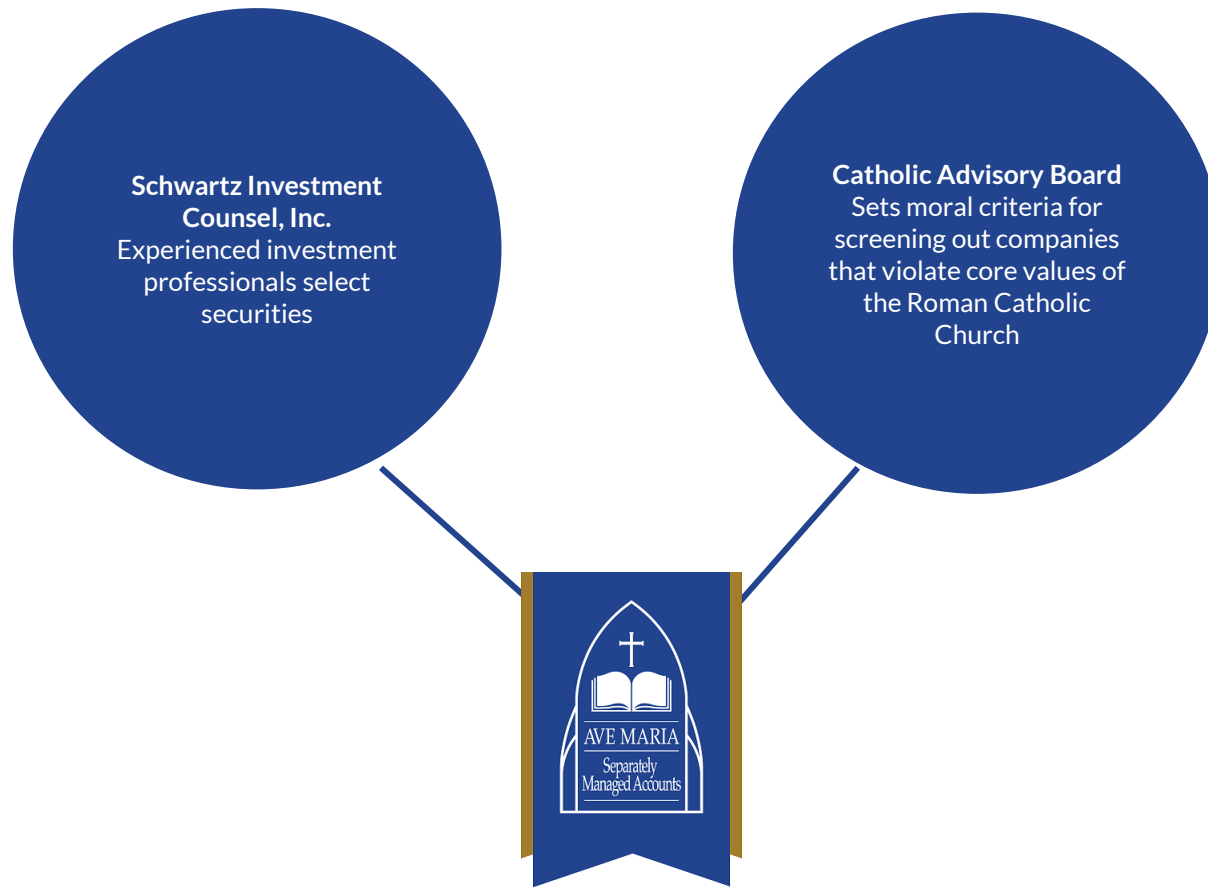 Schwartz Investment
Counsel, Inc.
Experienced investment
professionals select
securities
Catholic Advisory Board
Sets moral criteria for
screening out companies
that violate core values of
the Roman Catholic
Church
AVE MARIA
Separately
Managed Accounts